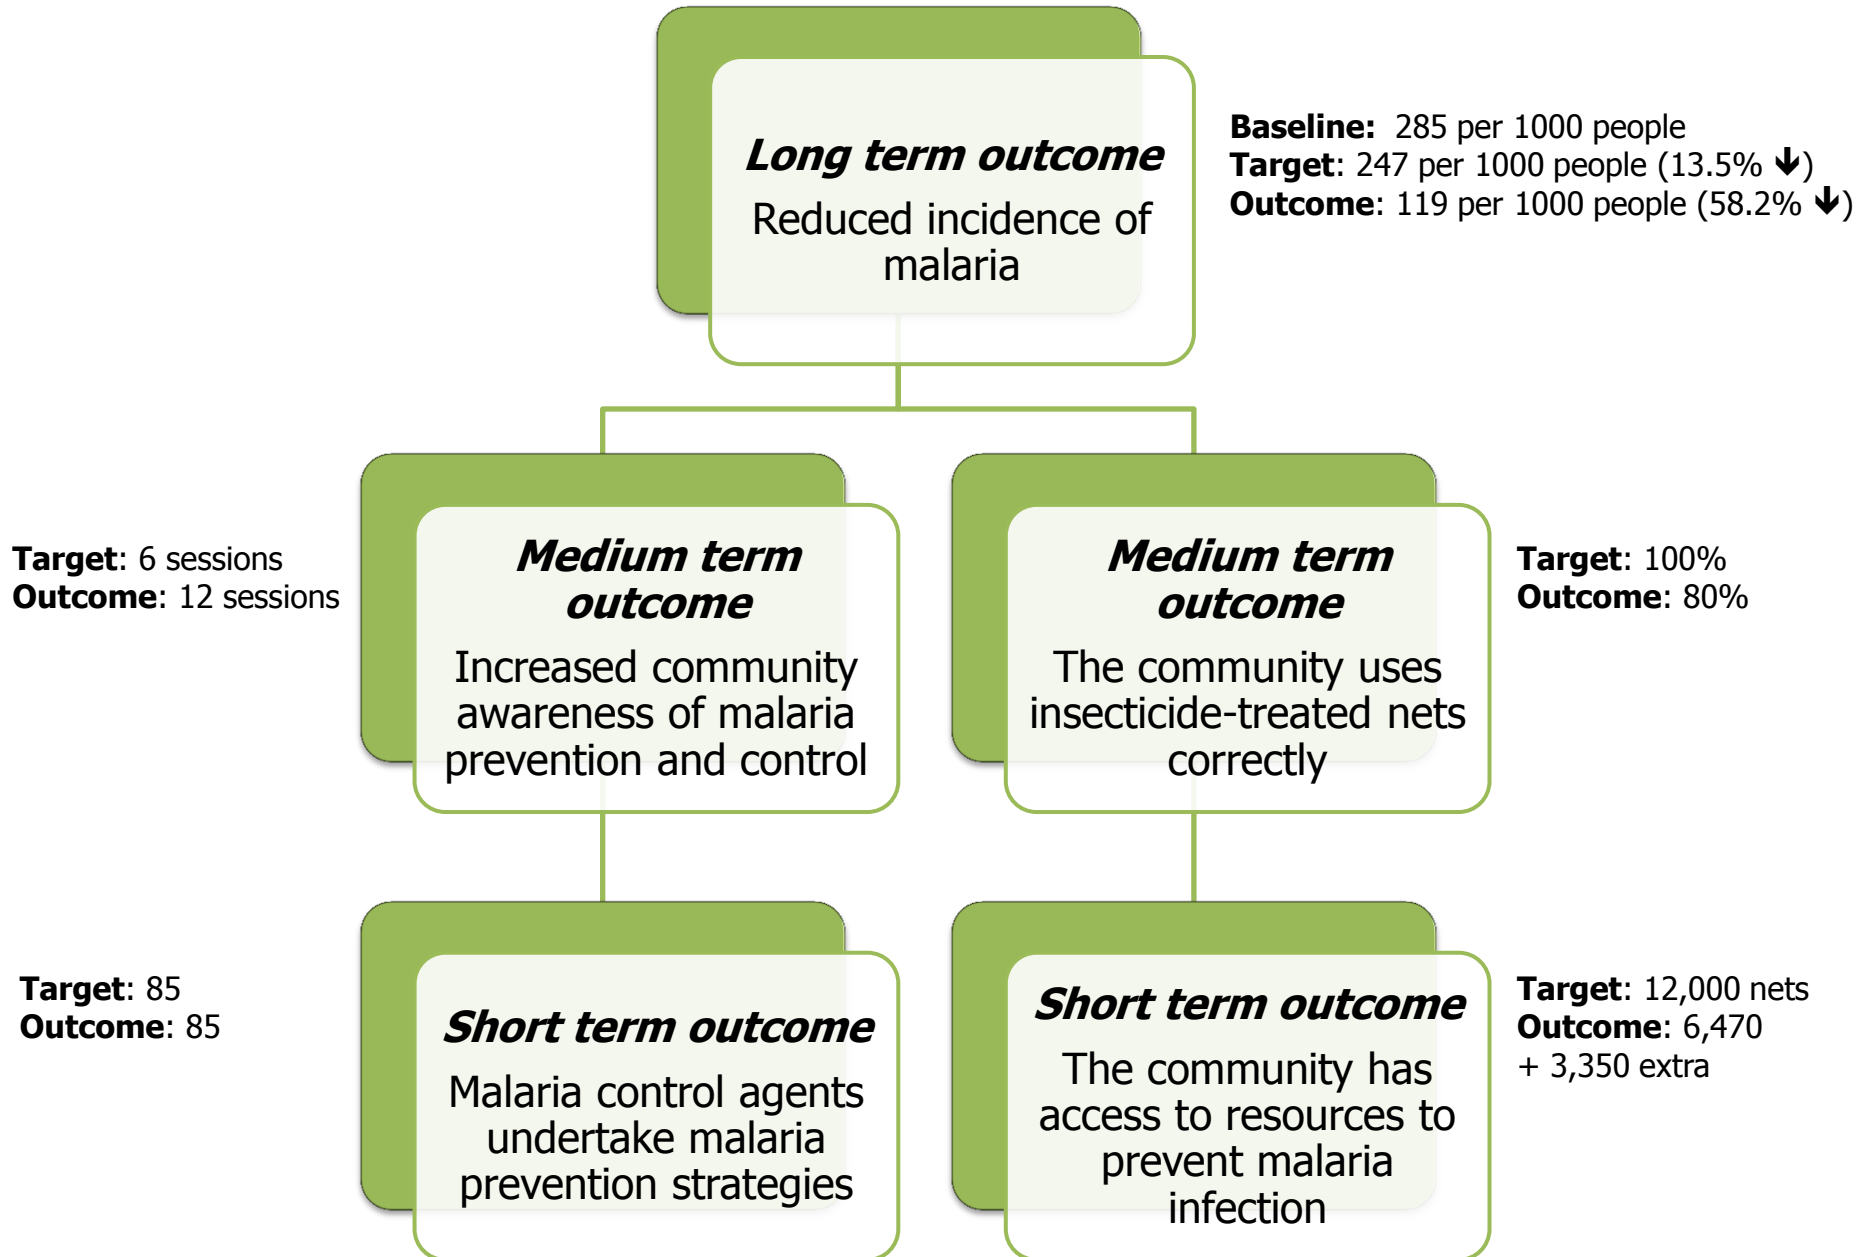 Long term outcome
Reduced incidence of
malaria
Baseline: 285 per 1000 people
Target: 247 per 1000 people (13.5% 🡻)
Outcome: 119 per 1000 people (58.2% 🡻)
Target: 6 sessions
Outcome: 12 sessions
Medium term
outcome
Increased community
awareness of malaria
prevention and control
Medium term
outcome
The community uses
insecticide-treated nets
correctly
Target: 100%
Outcome: 80%
Target: 85
Outcome: 85
Short term outcome
Malaria control agents
undertake malaria
prevention strategies
Short term outcome
The community has
access to resources to
prevent malaria
infection
Target: 12,000 nets
Outcome: 6,470
+ 3,350 extra